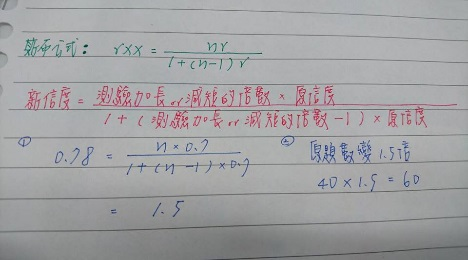 斯布公式: rxx = nr / 1+(n-1)r
新信度 = 測驗加長or減短的倍數 × 原信度 / 1 + (測驗加長or減短的倍數 -1) × 原信度
① 0.78 = n × 0.7 / 1+(n-1)×0.7
= 1.5
② 原題數變1.5倍
40 × 1.5 = 60